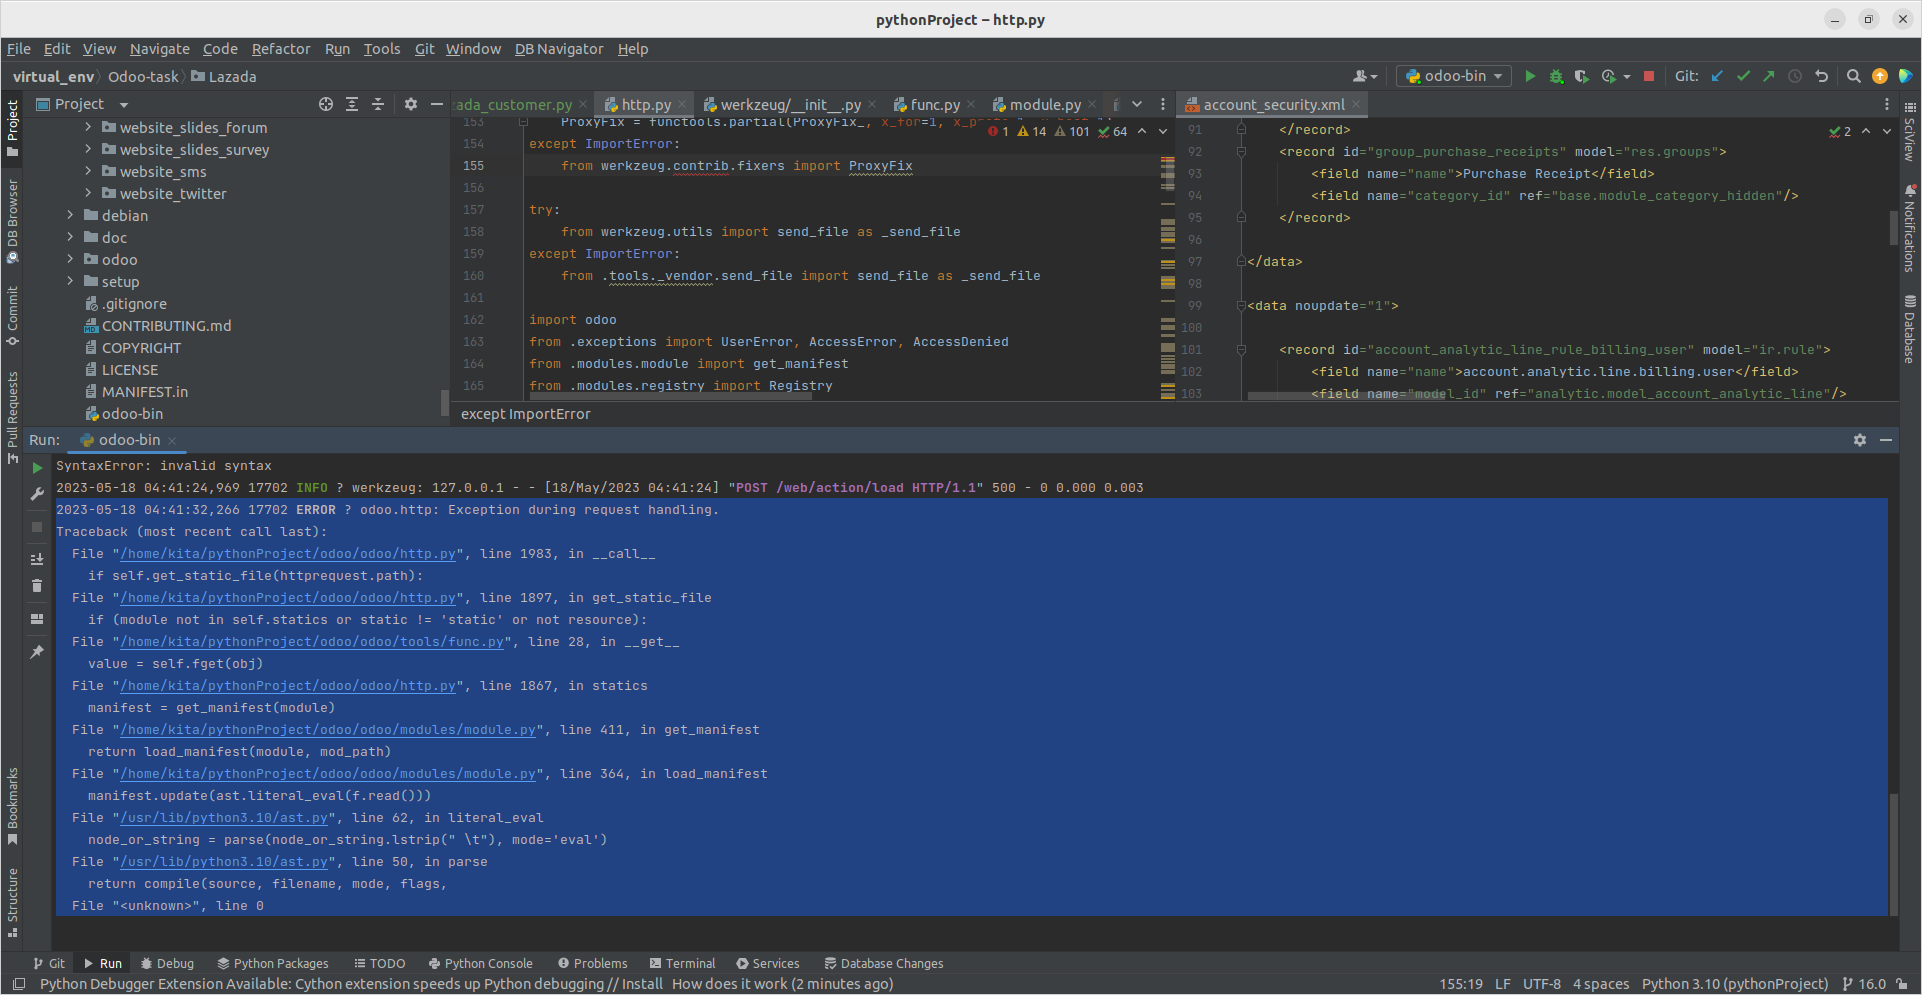 pythonProject – http.py
File Edit View Navigate Code Refactor Run Tools Git Window DB Navigator Help
virtual_env Odoo-task Lazada
odoo-bin
Git:
Project
ada_customer.py
http.py
werkzeug/__init__.py
func.py
module.py
account_security.xml
website_slides_forum
website_slides_survey
website_sms
website_twitter
debian
doc
odoo
setup
.gitignore
CONTRIBUTING.md
COPYRIGHT
LICENSE
MANIFEST.in
odoo-bin
1 14 101 64
153 ProxyFix = functools.partial(ProxyFix_, x_for=1,
154 except ImportError:
155 from werkzeug.contrib.fixers import ProxyFix
156
157 try:
158 from werkzeug.utils import send_file as _send_file
159 except ImportError:
160 from .tools._vendor.send_file import send_file as _send_file
161
162 import odoo
163 from .exceptions import UserError, AccessError, AccessDenied
164 from .modules.module import get_manifest
165 from .modules.registry import Registry
except ImportError
2
91 </record>
92 <record id="group_purchase_receipts" model="res.groups">
93 <field name="name">Purchase Receipt</field>
94 <field name="category_id" ref="base.module_category_hidden"/>
95 </record>
96
97 </data>
98
99 <data noupdate="1">
100
101 <record id="account_analytic_line_rule_billing_user" model="ir.rule">
102 <field name="name">account.analytic.line.billing.user</field>
103 <field name="model_id" ref="analytic.model_account_analytic_line"/>
Project
DB Browser
Commit
Pull Requests
Bookmarks
Structure
SciView
Notifications
Database
Run: odoo-bin
SyntaxError: invalid syntax
2023-05-18 04:41:24,969 17702 INFO ? werkzeug: 127.0.0.1 - - [18/May/2023 04:41:24] "POST /web/action/load HTTP/1.1" 500 - 0 0.000 0.003
2023-05-18 04:41:32,266 17702 ERROR ? odoo.http: Exception during request handling.
Traceback (most recent call last):
File "/home/kita/pythonProject/odoo/odoo/http.py", line 1983, in __call__
if self.get_static_file(httprequest.path):
File "/home/kita/pythonProject/odoo/odoo/http.py", line 1897, in get_static_file
if (module not in self.statics or static != 'static' or not resource):
File "/home/kita/pythonProject/odoo/odoo/tools/func.py", line 28, in __get__
value = self.fget(obj)
File "/home/kita/pythonProject/odoo/odoo/http.py", line 1867, in statics
manifest = get_manifest(module)
File "/home/kita/pythonProject/odoo/odoo/modules/module.py", line 411, in get_manifest
return load_manifest(module, mod_path)
File "/home/kita/pythonProject/odoo/odoo/modules/module.py", line 364, in load_manifest
manifest.update(ast.literal_eval(f.read()))
File "/usr/lib/python3.10/ast.py", line 62, in literal_eval
node_or_string = parse(node_or_string.lstrip(" \t"), mode='eval')
File "/usr/lib/python3.10/ast.py", line 50, in parse
return compile(source, filename, mode, flags,
File "<unknown>", line 0
Git Run Debug Python Packages TODO Python Console Problems Terminal Services Database Changes
Python Debugger Extension Available: Cython extension speeds up Python debugging // Install How does it work (2 minutes ago)
155:19 LF UTF-8 4 spaces Python 3.10 (pythonProject) 16.0